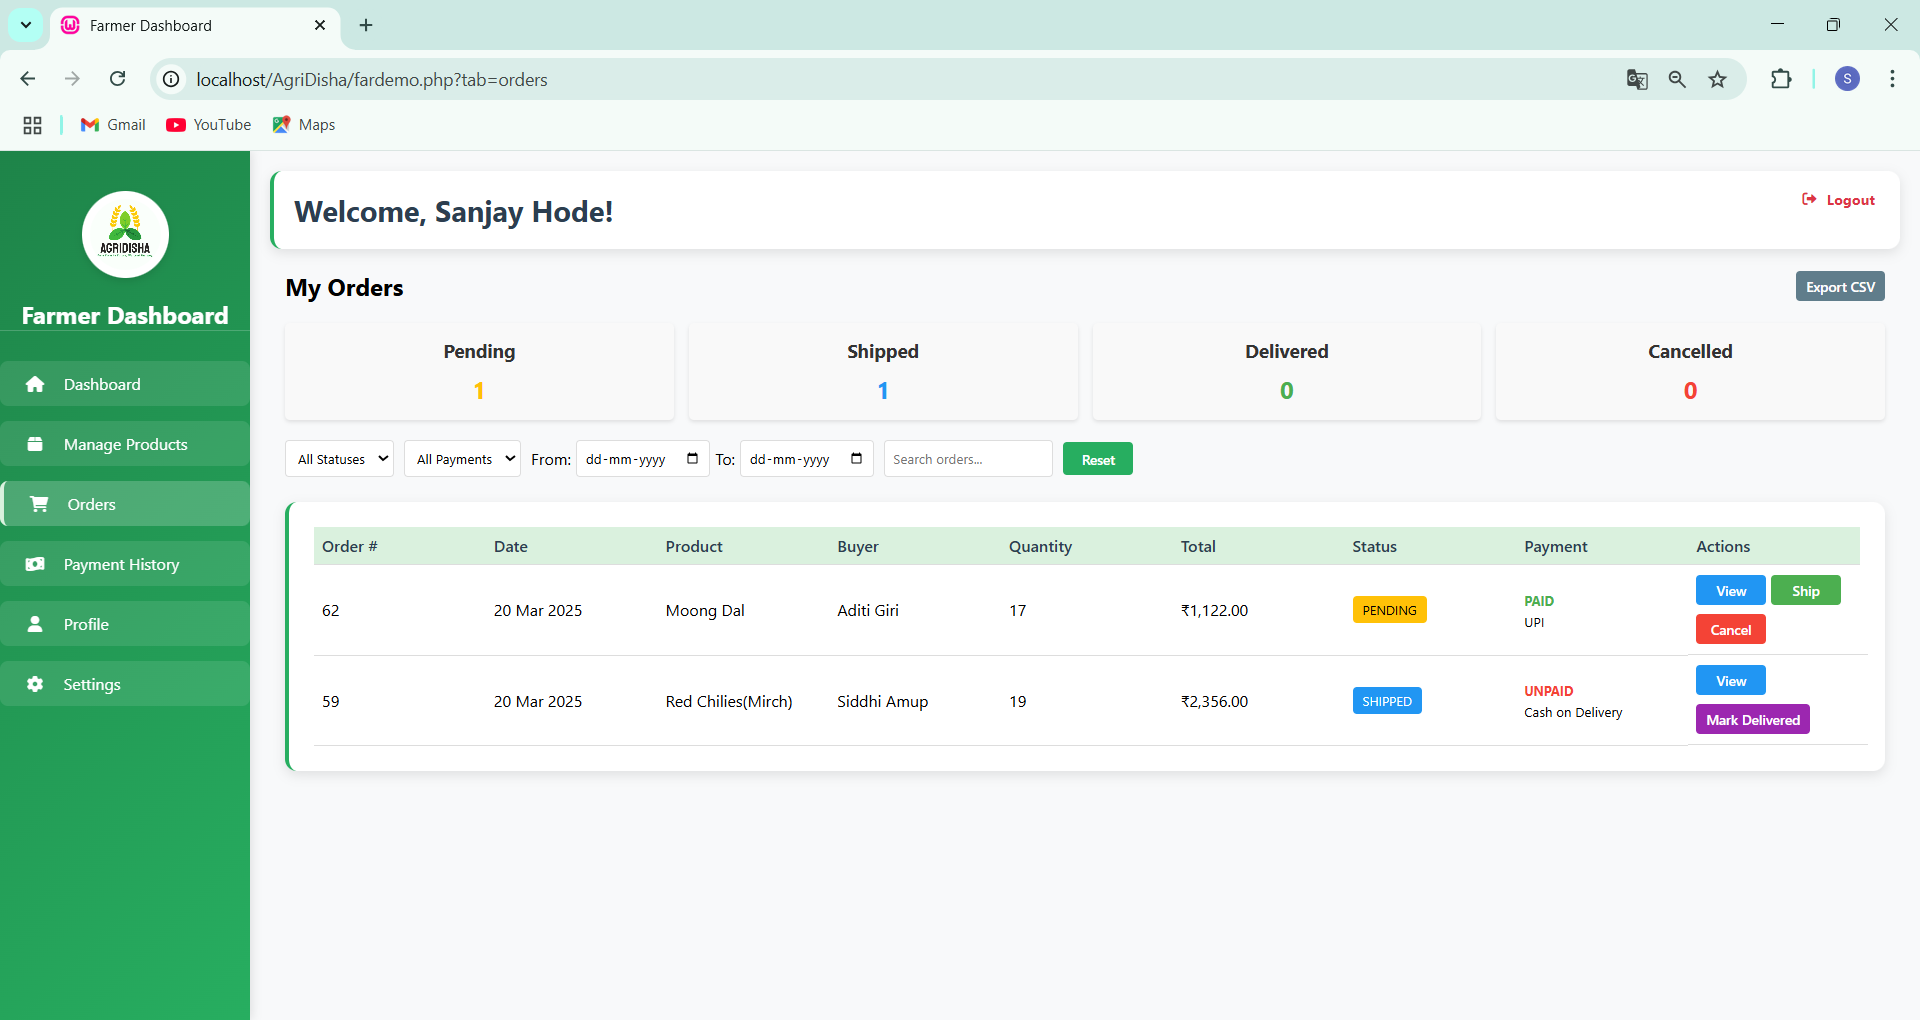 Farmer Dashboard
localhost/AgriDisha/fardemo.php?tab=orders
S
Gmail YouTube Maps
AGRIDISHA
Farmer Dashboard
Dashboard
Manage Products
Orders
Payment History
Profile
Settings
Welcome, Sanjay Hode!
Logout
My Orders
Export CSV
Pending Shipped Delivered Cancelled
1 1 0 0
All Statuses All Payments From: dd-mm-yyyy To: dd-mm-yyyy Search orders... Reset
Order # Date Product Buyer Quantity Total Status Payment Actions
62 20 Mar 2025 Moong Dal Aditi Giri 17 ₹1,122.00 PENDING PAID View Ship
UPI Cancel
59 20 Mar 2025 Red Chilies(Mirch) Siddhi Amup 19 ₹2,356.00 SHIPPED UNPAID View
Cash on Delivery Mark Delivered